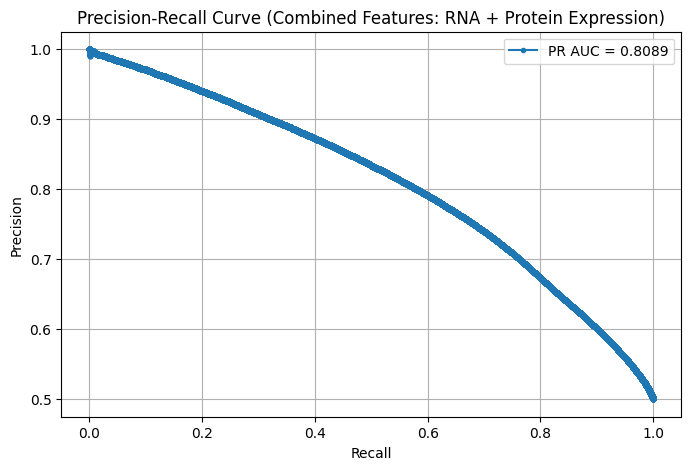 Precision-Recall Curve (Combined Features: RNA + Protein Expression)
PR AUC = 0.8089
1.0
0.9
0.8
0.7
0.6
0.5
Precision
0.0 0.2 0.4 0.6 0.8 1.0
Recall